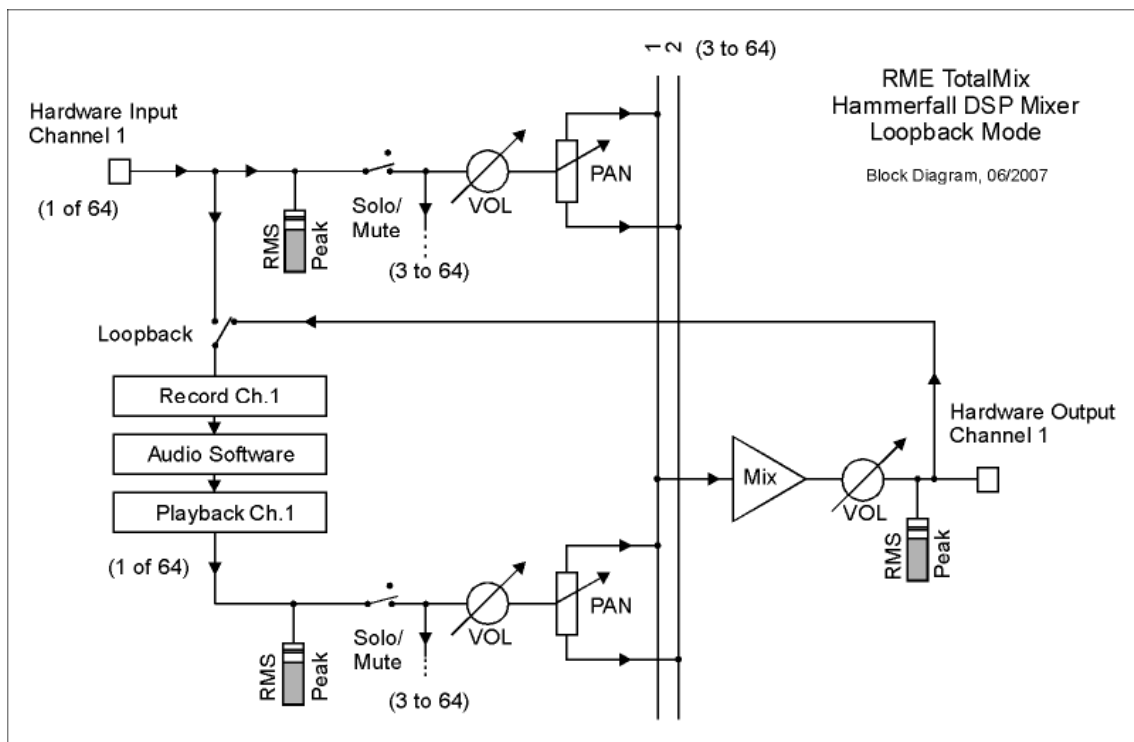 1
2
(3 to 64)
RME TotalMix
Hammerfall DSP Mixer
Loopback Mode
Block Diagram, 06/2007
Hardware Input
Channel 1
(1 of 64)
RMS
Peak
Solo/
Mute
(3 to 64)
VOL
PAN
Loopback
Record Ch.1
Audio Software
Playback Ch.1
(1 of 64)
Mix
VOL
Hardware Output
Channel 1
RMS
Peak
RMS
Peak
Solo/
Mute
(3 to 64)
VOL
PAN